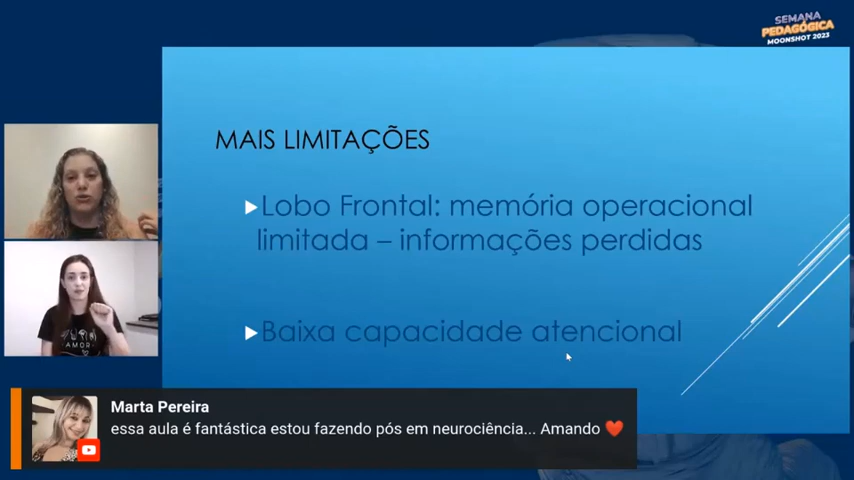 SEMANA
PEDAGÓGICA
MOONSHOT 2023
MAIS LIMITAÇÕES
Lobo Frontal: memória operacional
limitada – informações perdidas
Baixa capacidade atencional
AMOR
Marta Pereira
essa aula é fantástica estou fazendo pós em neurociência... Amando ❤️